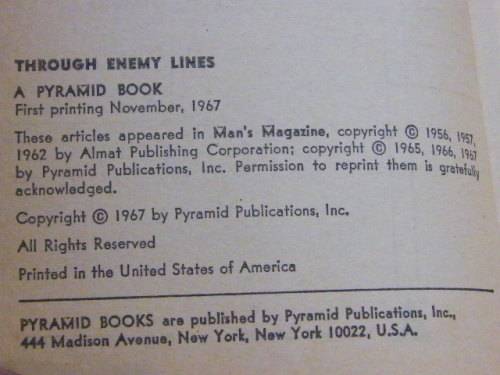 THROUGH ENEMY LINES
A PYRAMID BOOK
First printing November, 1967
These articles appeared in Man's Magazine, copyright © 1956, 1957,
1962 by Almat Publishing Corporation; copyright © 1965, 1966, 1967
by Pyramid Publications, Inc. Permission to reprint them is gratefully
acknowledged.
Copyright © 1967 by Pyramid Publications, Inc.
All Rights Reserved
Printed in the United States of America
PYRAMID BOOKS are published by Pyramid Publications, Inc.,
444 Madison Avenue, New York, New York 10022, U.S.A.